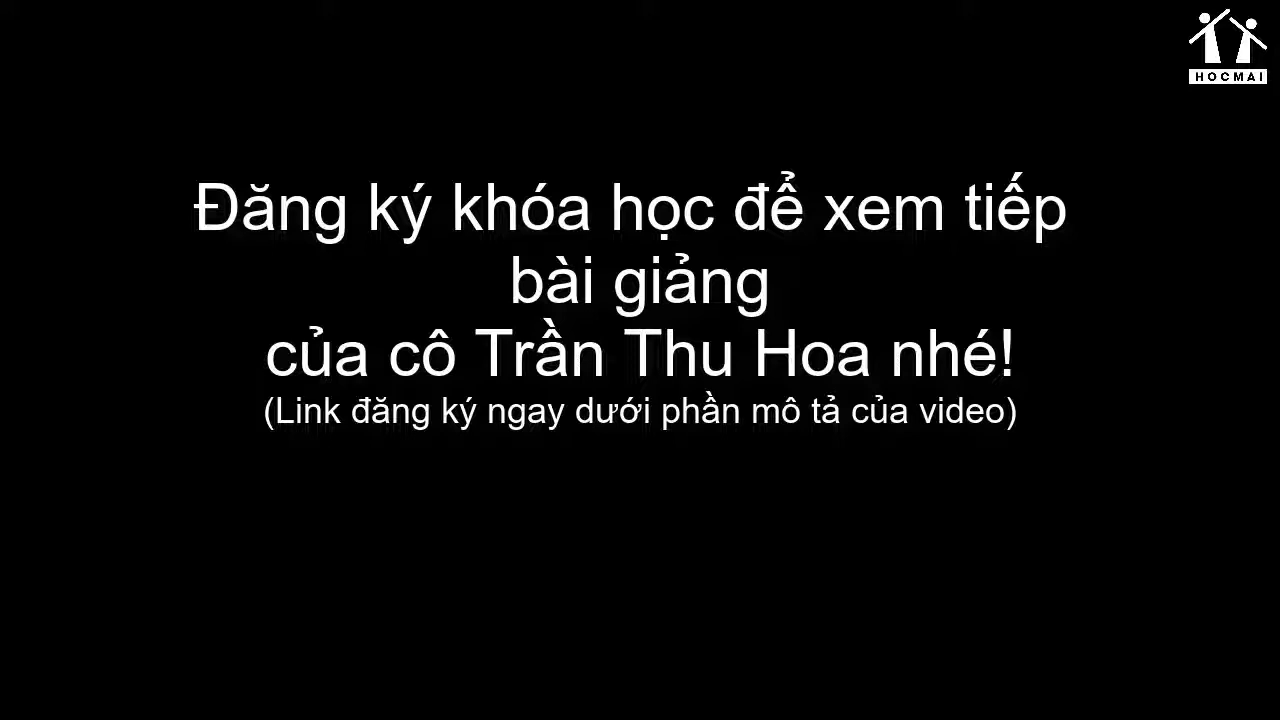 HOCMAI
Đăng ký khóa học để xem tiếp
bài giảng
của cô Trần Thu Hoa nhé!
(Link đăng ký ngay dưới phần mô tả của video)